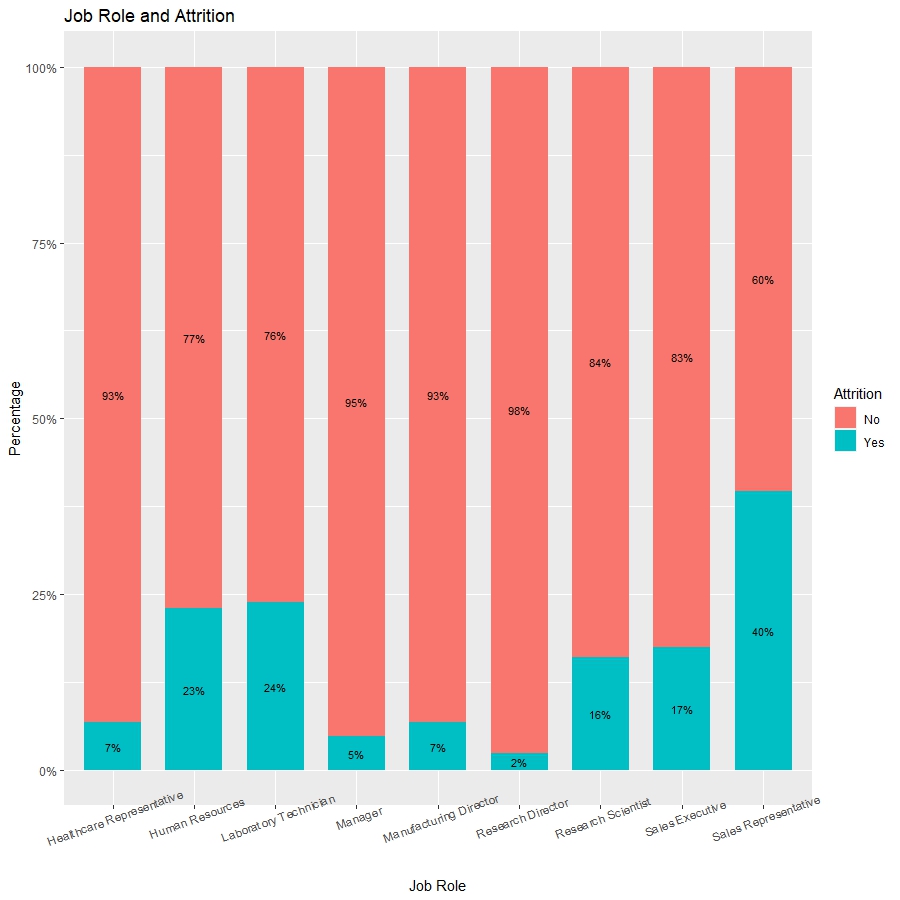 Job Role and Attrition
Percentage
100%
75%
50%
25%
0%
93%
77%
76%
95%
93%
98%
84%
83%
60%
7%
23%
24%
5%
7%
2%
16%
17%
40%
Healthcare Representative
Human Resources
Laboratory Technician
Manager
Manufacturing Director
Research Director
Research Scientist
Sales Executive
Sales Representative
Job Role
Attrition
No
Yes